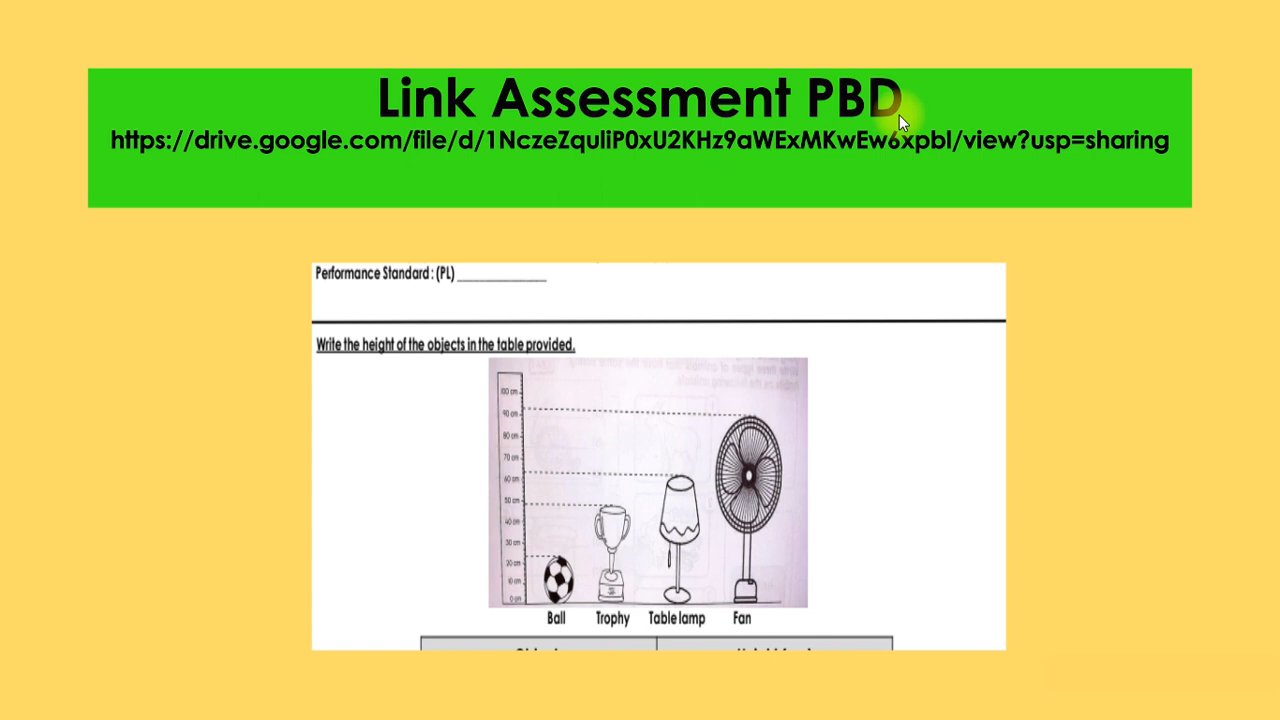 Link Assessment PBD
https://drive.google.com/file/d/1NczeZquliP0xU2KHz9aWExMKwEw6xpbl/view?usp=sharing
Performance Standard : (PL) ______________
Write the height of the objects in the table provided.
100 cm
90 cm
80 cm
70 cm
60 cm
50 cm
40 cm
30 cm
20 cm
10 cm
0 cm
Ball Trophy Table lamp Fan